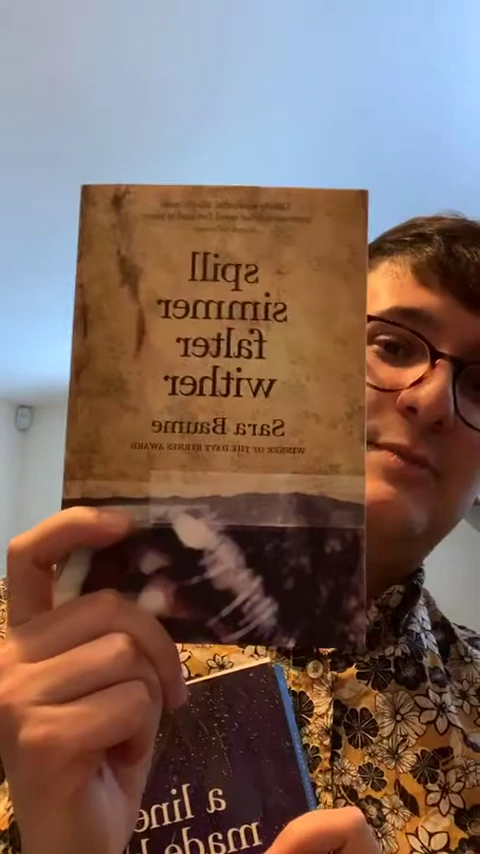 spill
simmer
falter
wither
Sara Baume
WINNER OF THE DAVY BYRNES AWARD
a line
made